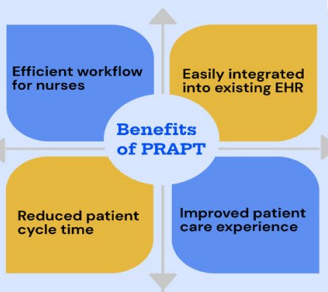 Efficient workflow
for nurses
Easily integrated
into existing EHR
Benefits
of PRAPT
Reduced patient
cycle time
Improved patient
care experience